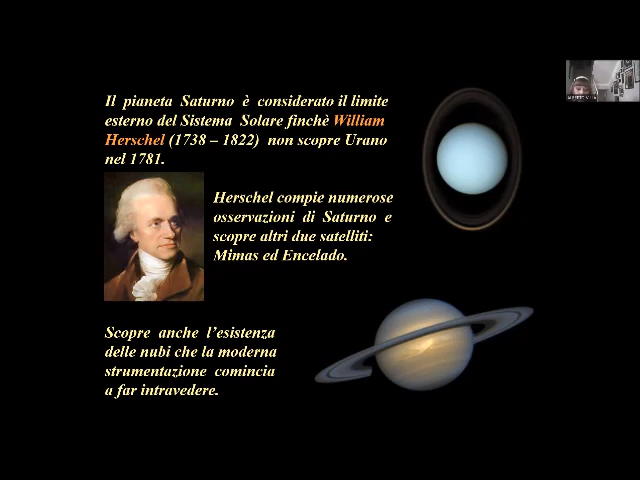 Il pianeta Saturno è considerato il limite
esterno del Sistema Solare finchè William
Herschel (1738 – 1822) non scopre Urano
nel 1781.
Herschel compie numerose
osservazioni di Saturno e
scopre altri due satelliti:
Mimas ed Encelado.
Scopre anche l’esistenza
delle nubi che la moderna
strumentazione comincia
a far intravedere.